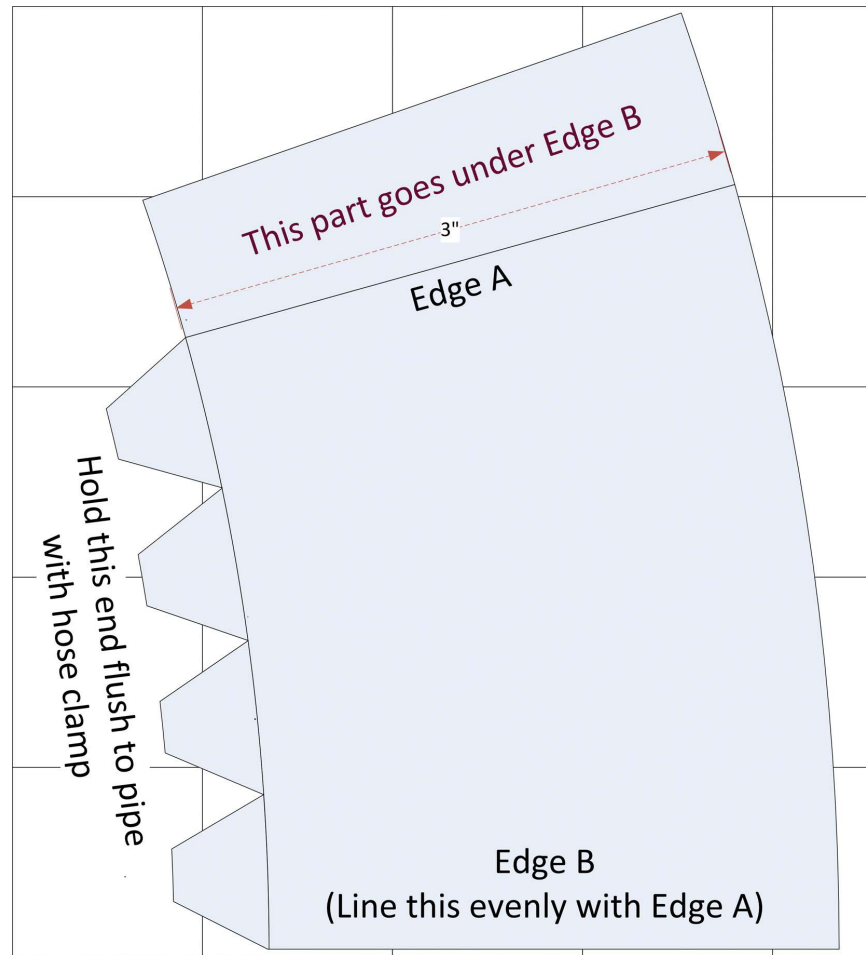 This part goes under Edge B
3"
Edge A
Hold this end flush to pipe
with hose clamp
Edge B
(Line this evenly with Edge A)